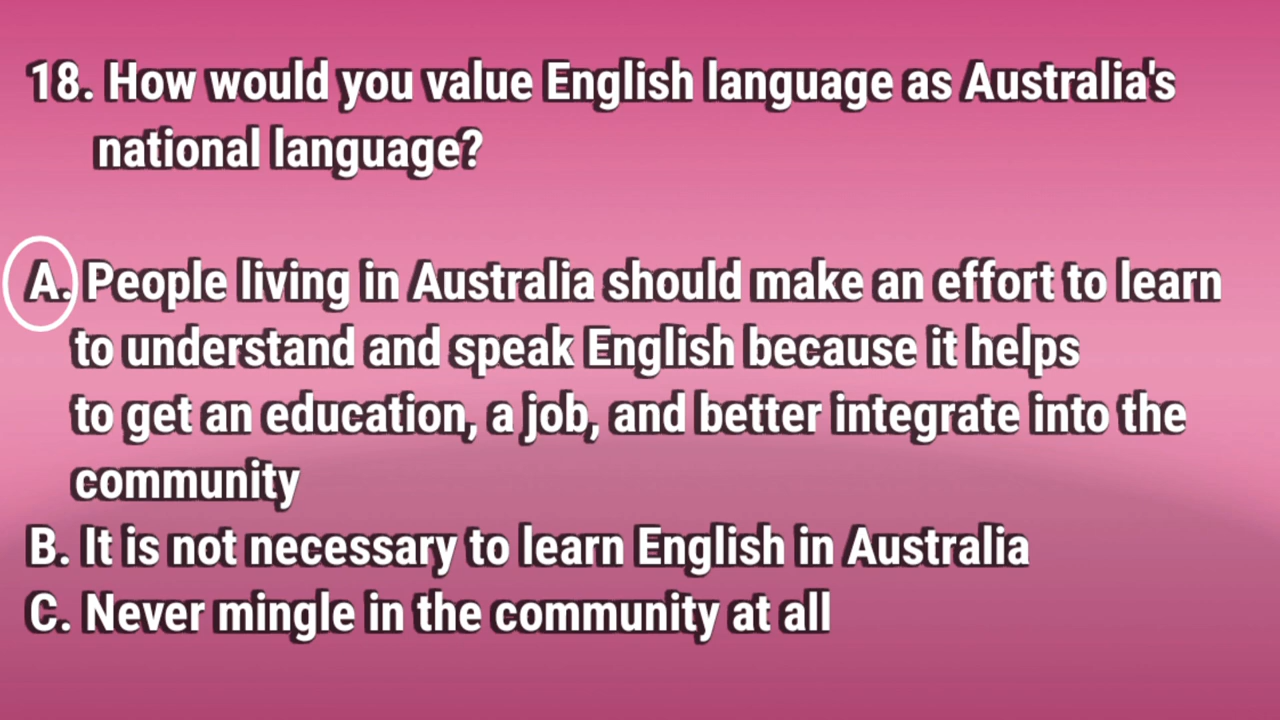 18. How would you value English language as Australia's
national language?
A. People living in Australia should make an effort to learn
to understand and speak English because it helps
to get an education, a job, and better integrate into the
community
B. It is not necessary to learn English in Australia
C. Never mingle in the community at all